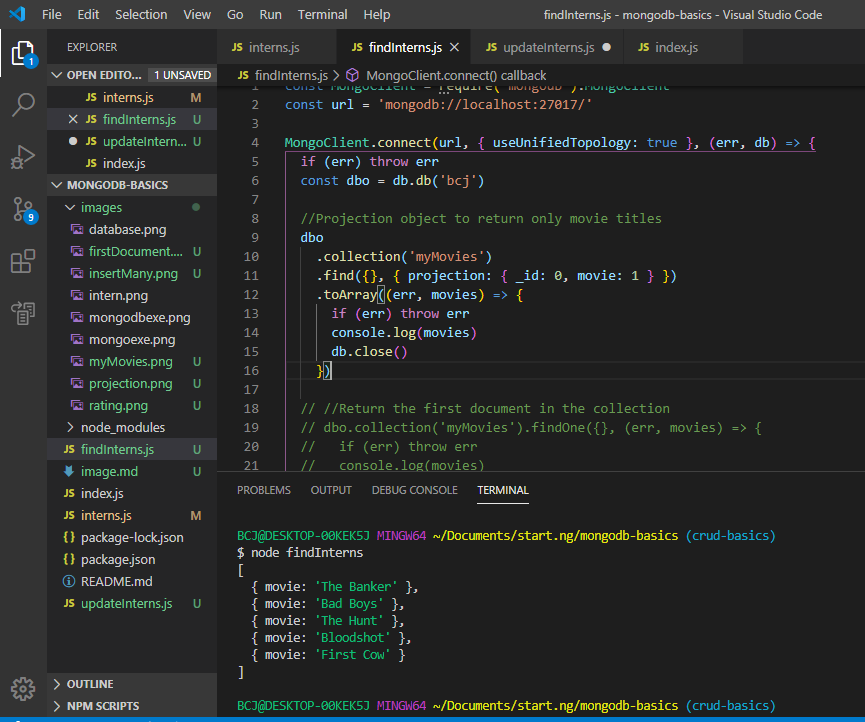 File Edit Selection View Go Run Terminal Help findInterns.js - mongodb-basics - Visual Studio Code
EXPLORER
OPEN EDITO... 1 UNSAVED
JS interns.js M
JS findInterns.js U
JS updateIntern... U
JS index.js
MONGODB-BASICS
images
database.png
firstDocument.... U
insertMany.png U
intern.png
mongodbexe.png
mongoexe.png
myMovies.png U
projection.png U
rating.png U
node_modules
JS findInterns.js U
image.md U
JS index.js
JS interns.js M
{} package-lock.json
{} package.json
README.md
JS updateInterns.js U
OUTLINE
NPM SCRIPTS
1
9
JS interns.js JS findInterns.js JS updateInterns.js JS index.js
JS findInterns.js > MongoClient.connect() callback
1 const MongoClient = require('mongodb').MongoClient
2 const url = 'mongodb://localhost:27017/'
3
4 MongoClient.connect(url, { useUnifiedTopology: true }, (err, db) => {
5 if (err) throw err
6 const dbo = db.db('bcj')
7
8 //Projection object to return only movie titles
9 dbo
10 .collection('myMovies')
11 .find({}, { projection: { _id: 0, movie: 1 } })
12 .toArray((err, movies) => {
13 if (err) throw err
14 console.log(movies)
15 db.close()
16 })
17
18 // //Return the first document in the collection
19 // dbo.collection('myMovies').findOne({}, (err, movies) => {
20 // if (err) throw err
21 // console.log(movies)
PROBLEMS OUTPUT DEBUG CONSOLE TERMINAL
BCJ@DESKTOP-00KEK5J MINGW64 ~/Documents/start.ng/mongodb-basics (crud-basics)
$ node findInterns
[
{ movie: 'The Banker' },
{ movie: 'Bad Boys' },
{ movie: 'The Hunt' },
{ movie: 'Bloodshot' },
{ movie: 'First Cow' }
]
BCJ@DESKTOP-00KEK5J MINGW64 ~/Documents/start.ng/mongodb-basics (crud-basics)